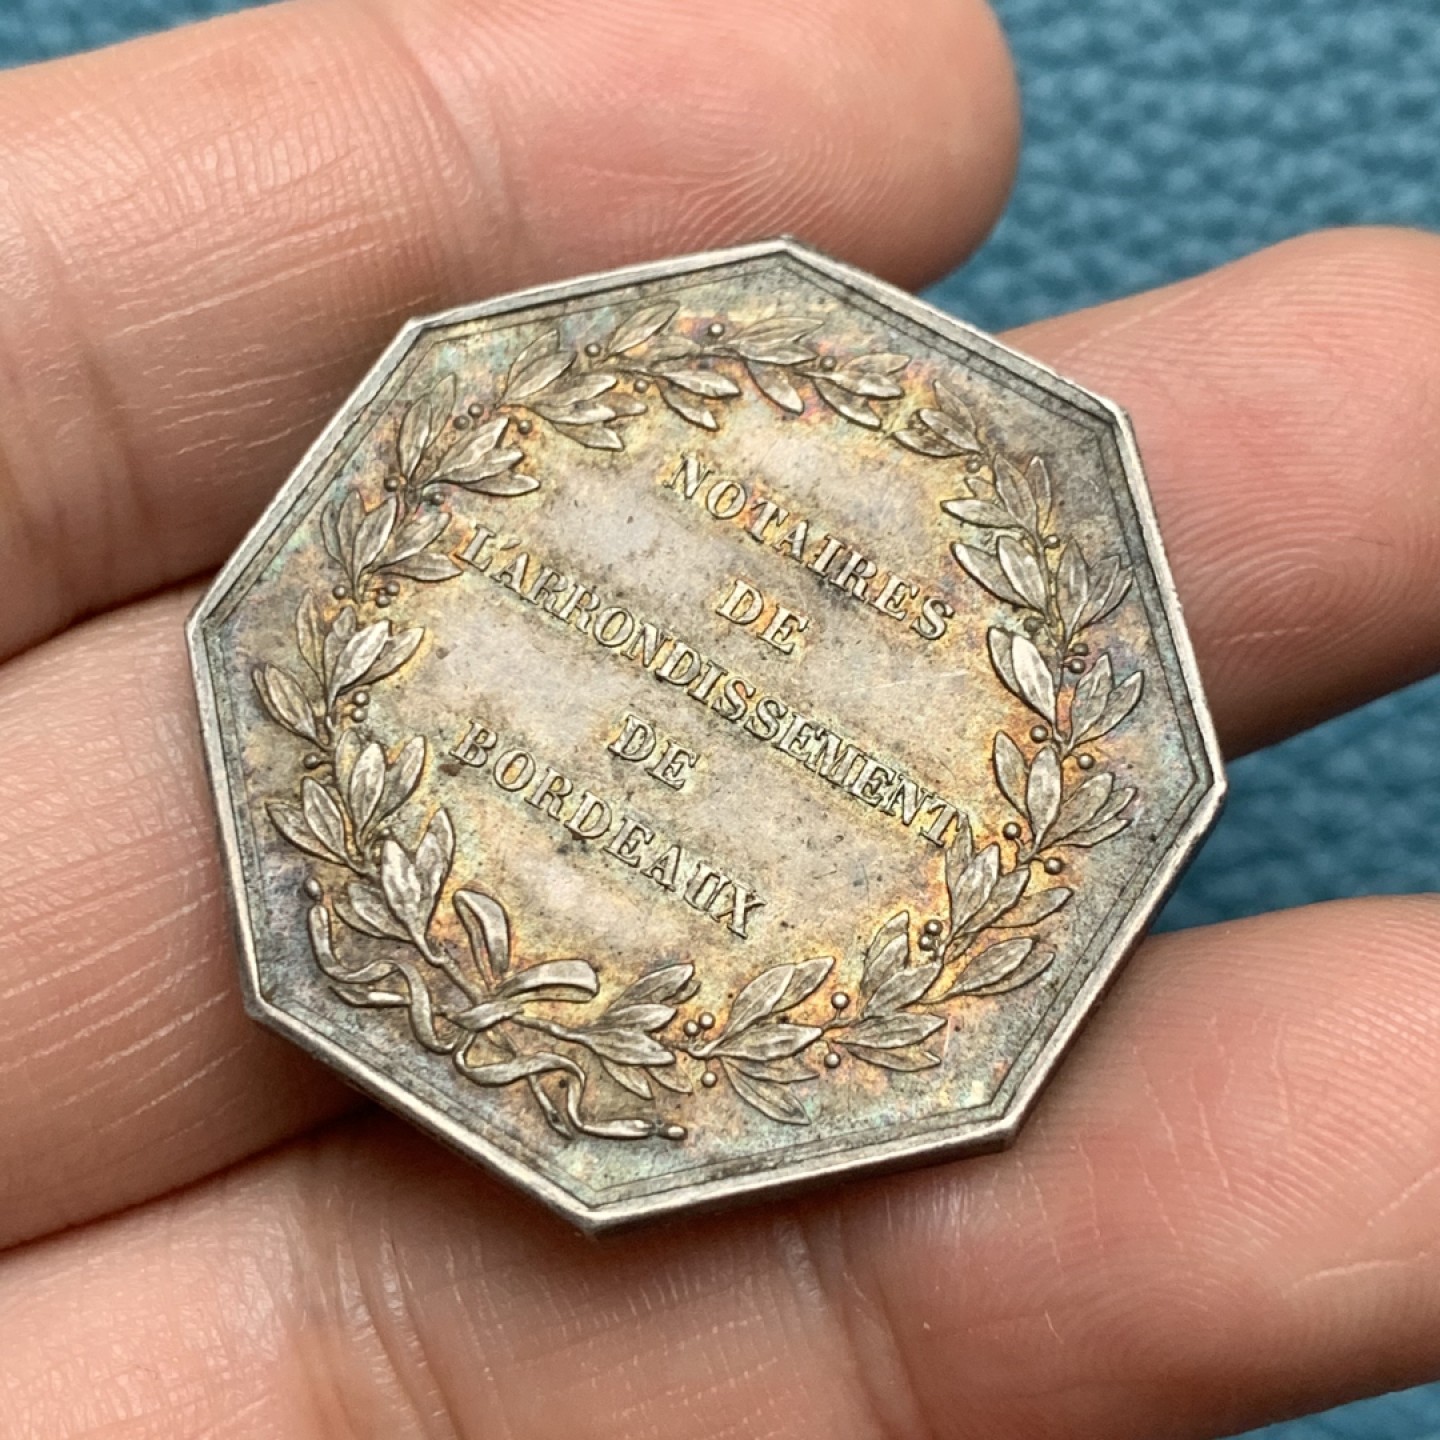 NOTAIRES
DE
L'ARRONDISSEMENT
DE
BORDEAUX